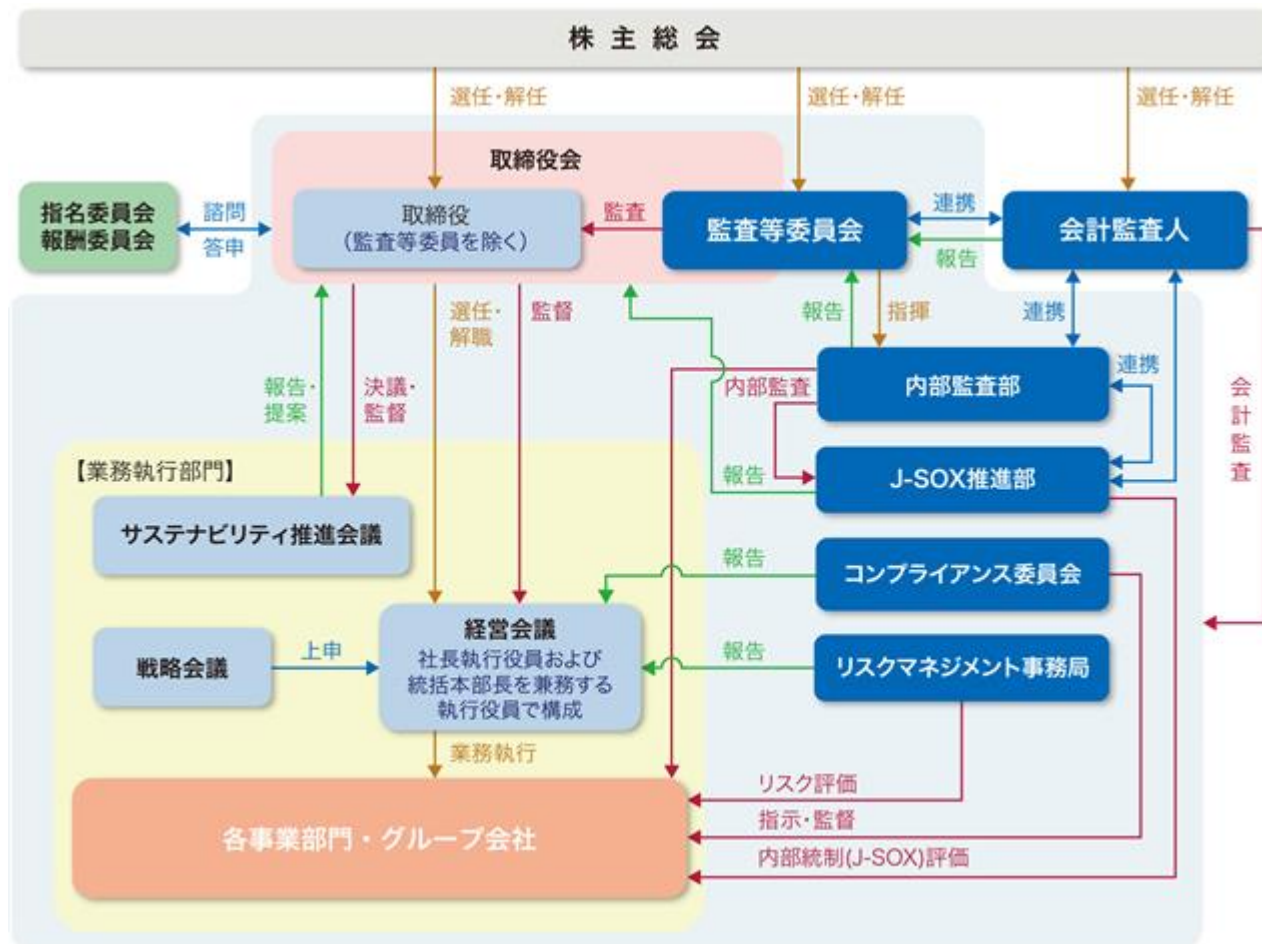 株主総会
選任・解任
選任・解任
選任・解任
取締役会
指名委員会
報酬委員会
諮問
答申
取締役
（監査等委員を除く）
監査
監査等委員会
連携
報告
会計監査人
選任・
解職
監督
報告
指揮
連携
報告・
提案
決議・
監督
内部監査
内部監査部
連携
会計監査
【業務執行部門】
報告
J-SOX推進部
サステナビリティ推進会議
報告
コンプライアンス委員会
戦略会議
上申
経営会議
社長執行役員および
統括本部長を兼務する
執行役員で構成
報告
リスクマネジメント事務局
業務執行
各事業部門・グループ会社
リスク評価
指示・監督
内部統制(J-SOX)評価